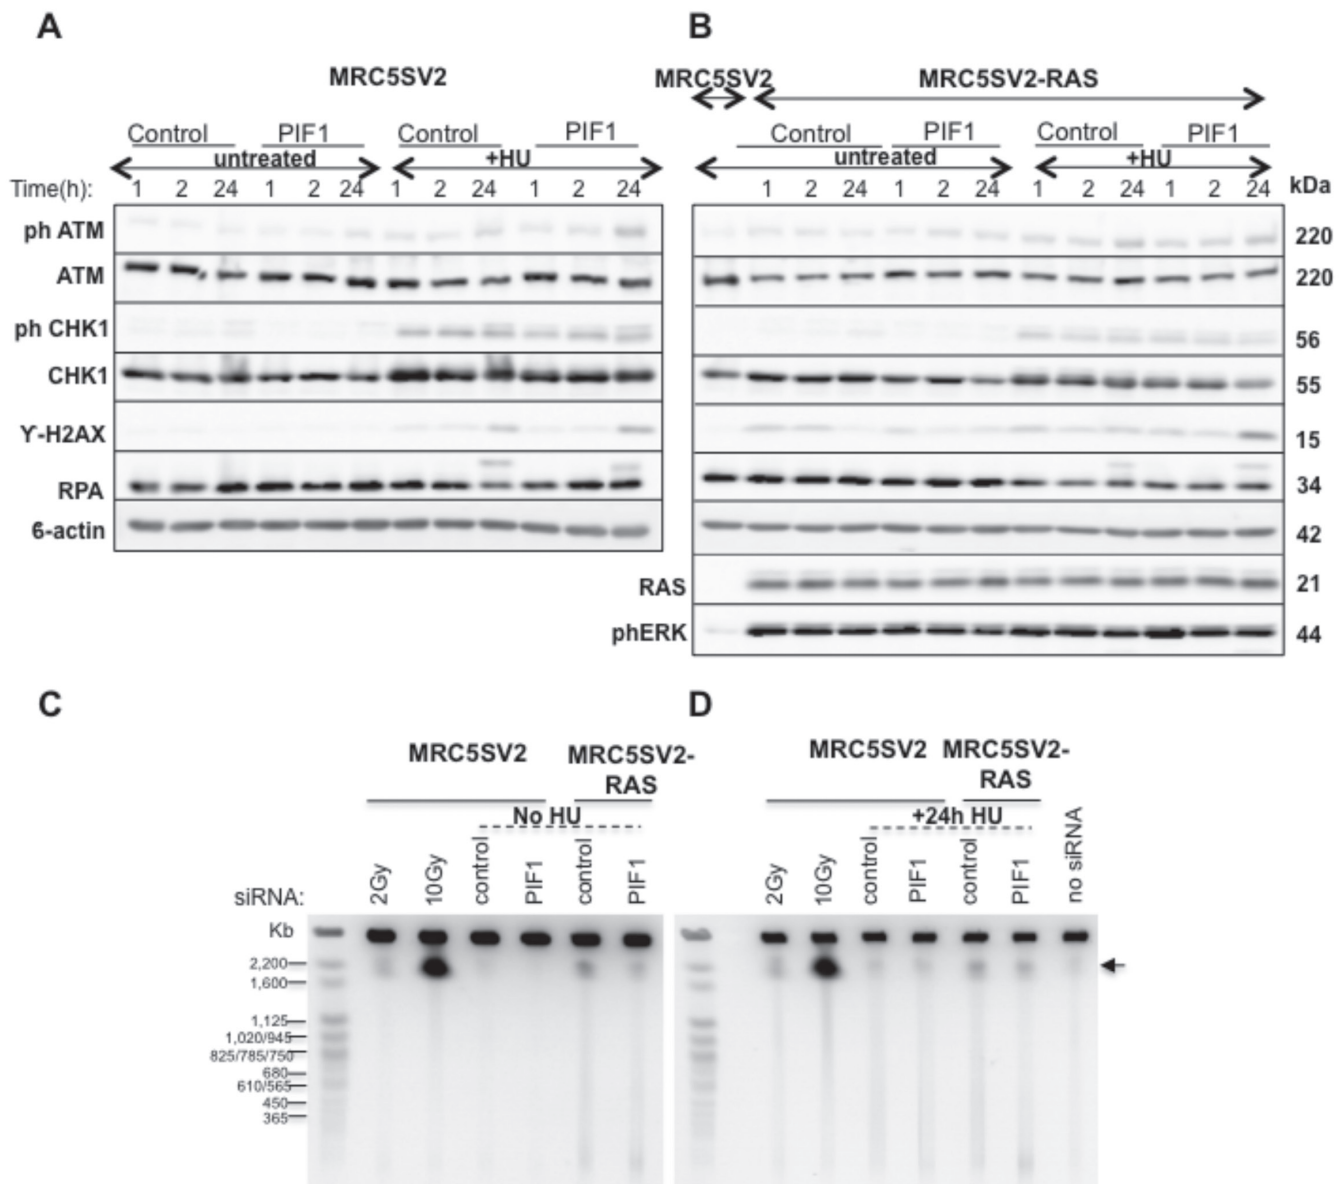 A
B
MRC5SV2
MRC5SV2
MRC5SV2-RAS
Control PIF1 Control PIF1
Control PIF1 Control PIF1
untreated +HU
untreated +HU
Time(h): 1 2 24 1 2 24 1 2 24 1 2 24
1 2 24 1 2 24 1 2 24 1 2 24 kDa
ph ATM 220
ATM 220
ph CHK1 56
CHK1 55
ϒ-H2AX 15
RPA 34
6-actin 42
RAS 21
phERK 44
C
D
MRC5SV2 MRC5SV2-
RAS
MRC5SV2 MRC5SV2-
RAS
No HU
+24h HU
siRNA: 2Gy 10Gy control PIF1 control PIF1
2Gy 10Gy control PIF1 control PIF1 no siRNA
Kb
2,200
1,600
1,125
1,020/945
825/785/750
680
610/565
450
365